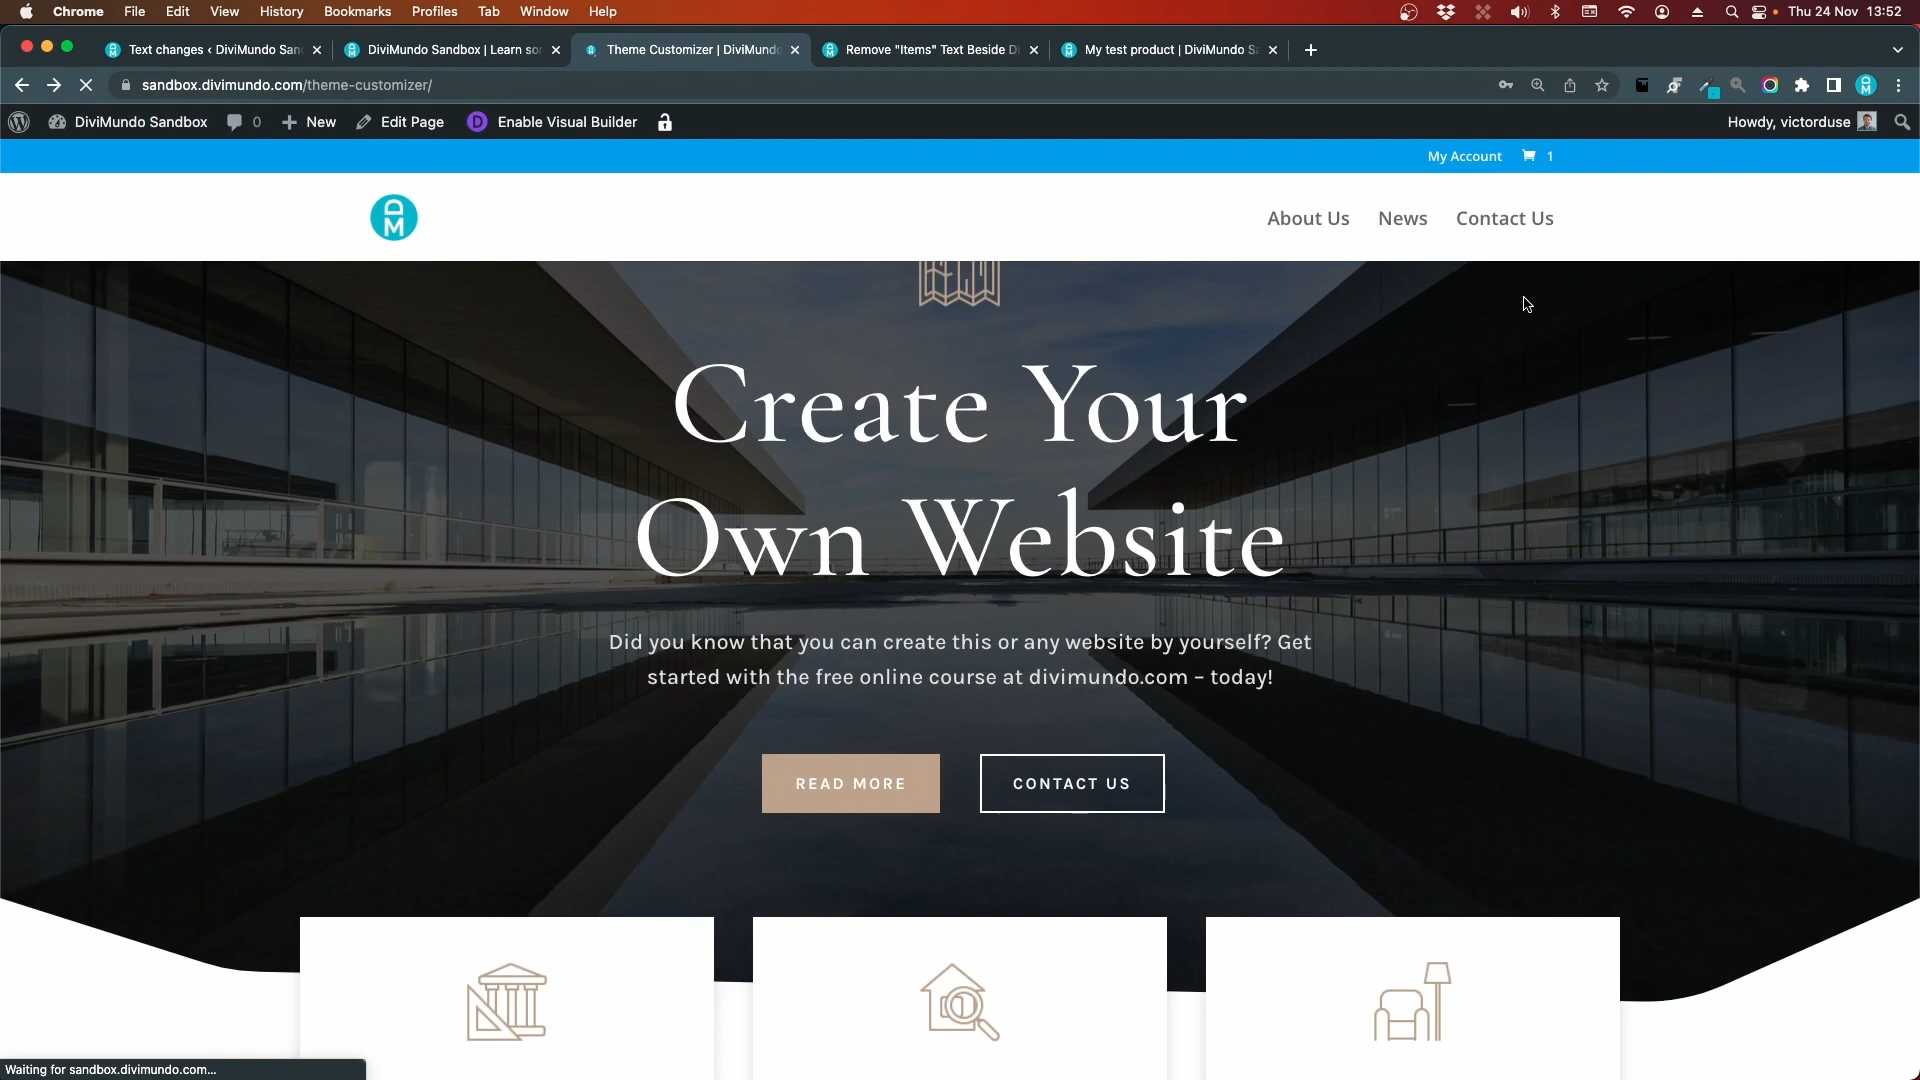 Chrome File Edit View History Bookmarks Profiles Tab Window Help Thu 24 Nov 13:52
Text changes ‹ DiviMundo San DiviMundo Sandbox | Learn so Theme Customizer | DiviMundo Remove "Items" Text Beside D My test product | DiviMundo S
sandbox.divimundo.com/theme-customizer/
DiviMundo Sandbox 0 New Edit Page D Enable Visual Builder Howdy, victorduse
My Account 1
DM About Us News Contact Us
Create Your
Own Website
Did you know that you can create this or any website by yourself? Get
started with the free online course at divimundo.com – today!
READ MORE CONTACT US
Waiting for sandbox.divimundo.com...